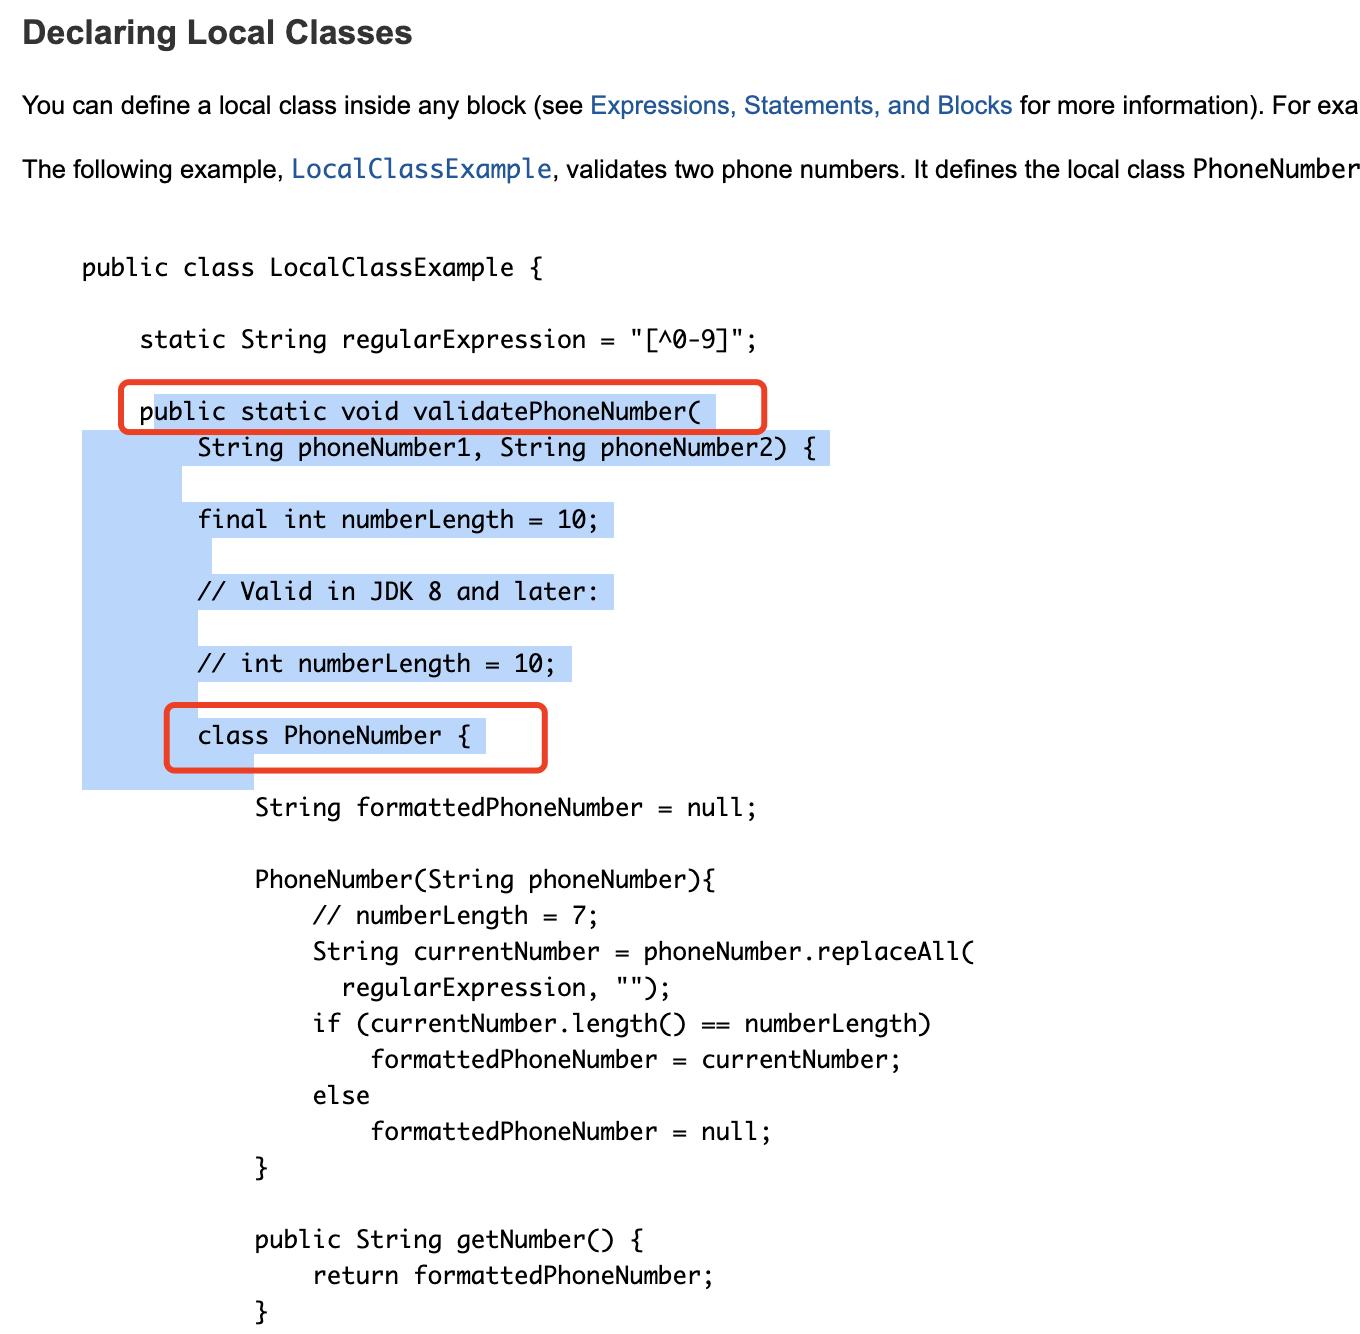 Declaring Local Classes
You can define a local class inside any block (see Expressions, Statements, and Blocks for more information). For exa
The following example, LocalClassExample, validates two phone numbers. It defines the local class PhoneNumber
public class LocalClassExample {
static String regularExpression = "[^0-9]";
public static void validatePhoneNumber(
String phoneNumber1, String phoneNumber2) {
final int numberLength = 10;
// Valid in JDK 8 and later:
// int numberLength = 10;
class PhoneNumber {
String formattedPhoneNumber = null;
PhoneNumber(String phoneNumber){
// numberLength = 7;
String currentNumber = phoneNumber.replaceAll(
regularExpression, "");
if (currentNumber.length() == numberLength)
formattedPhoneNumber = currentNumber;
else
formattedPhoneNumber = null;
}
public String getNumber() {
return formattedPhoneNumber;
}